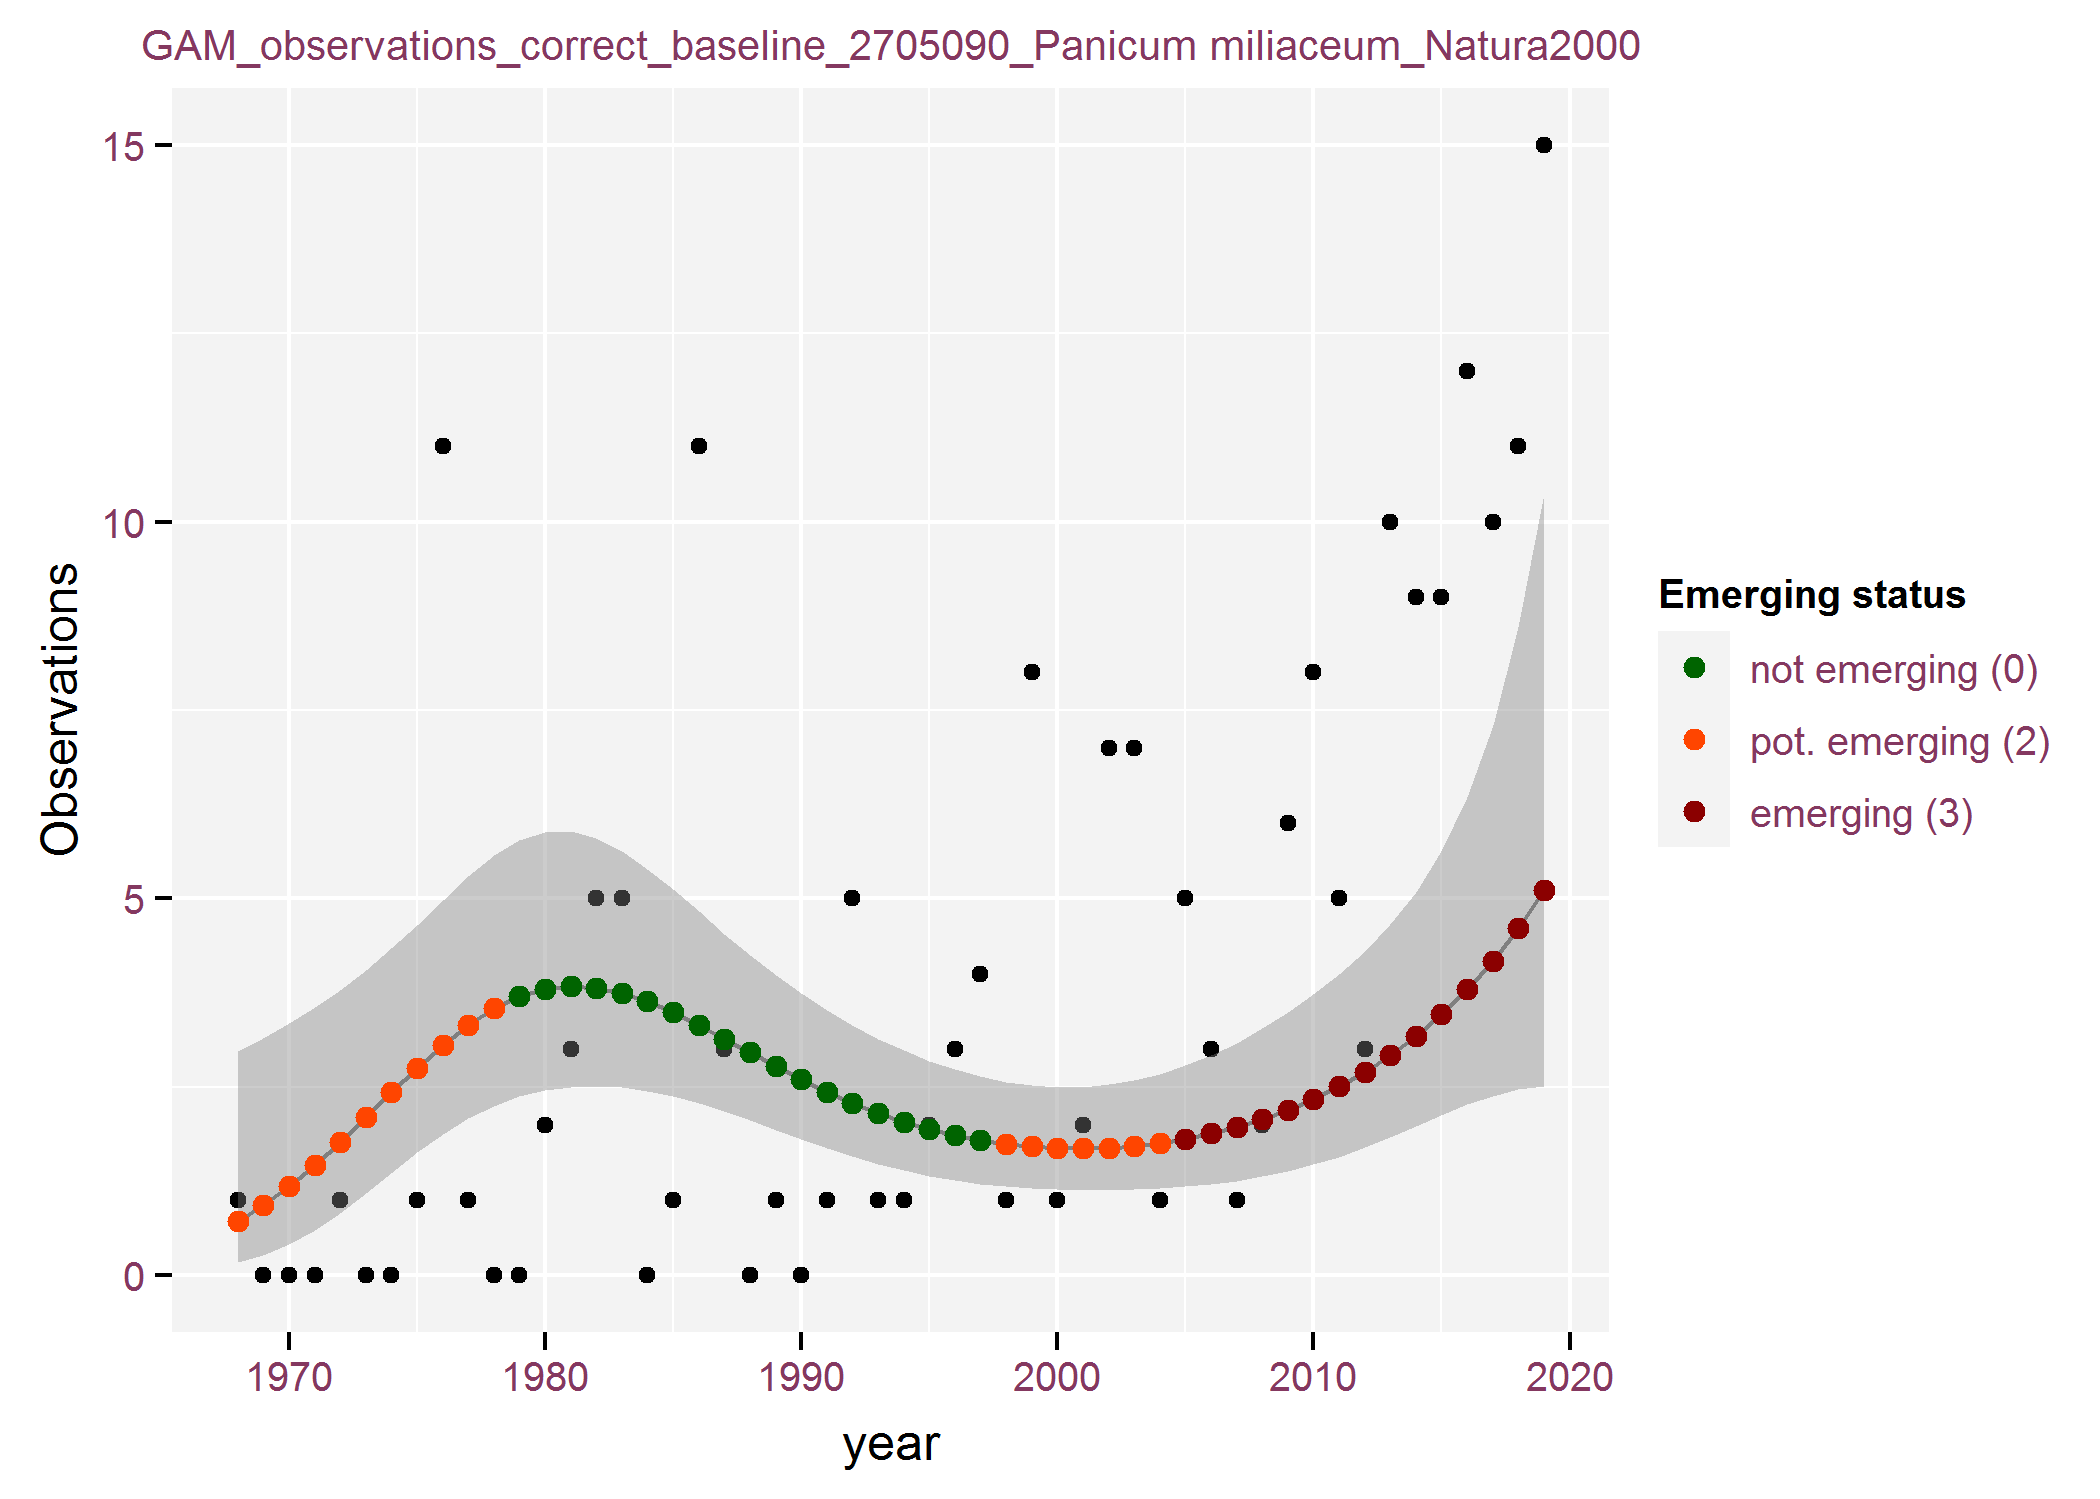 GAM_observations_correct_baseline_2705090_Panicum miliaceum_Natura2000
15
10
5
0
Observations
1970 1980 1990 2000 2010 2020
year
Emerging status
not emerging (0)
pot. emerging (2)
emerging (3)